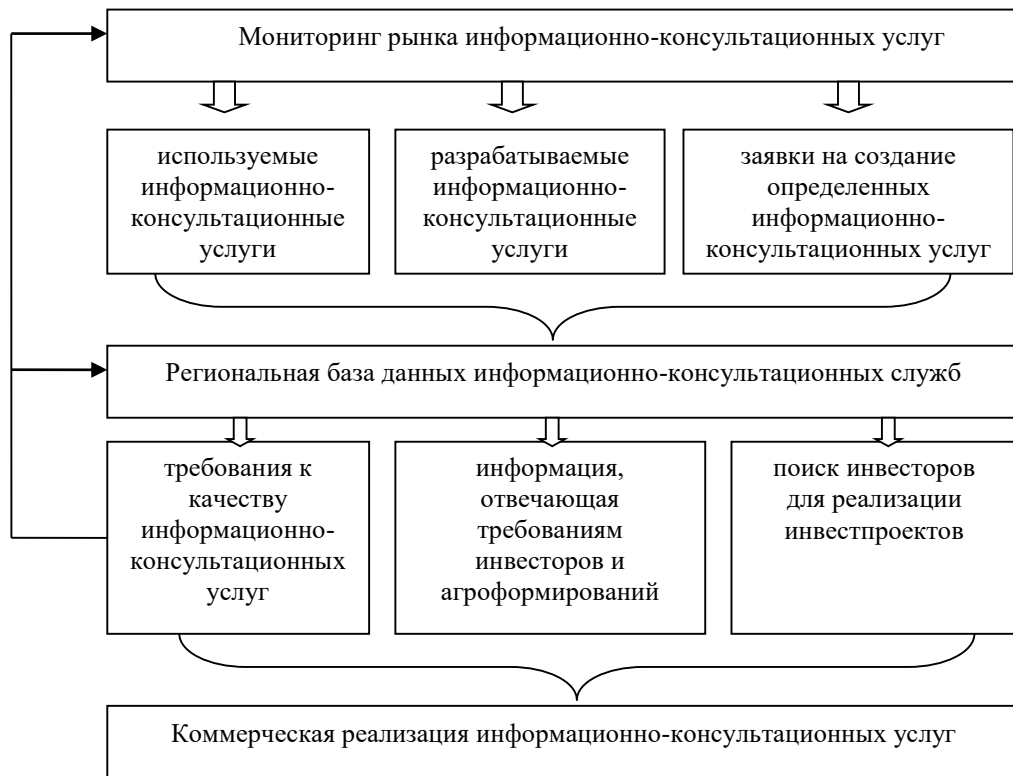 Мониторинг рынка информационно-консультационных услуг
используемые
информационно-
консультационные
услуги
разрабатываемые
информационно-
консультационные
услуги
заявки на создание
определенных
информационно-
консультационных услуг
Региональная база данных информационно-консультационных служб
требования к
качеству
информационно-
консультационных
услуг
информация,
отвечающая
требованиям
инвесторов и
агроформирований
поиск инвесторов
для реализации
инвестпроектов
Коммерческая реализация информационно-консультационных услуг